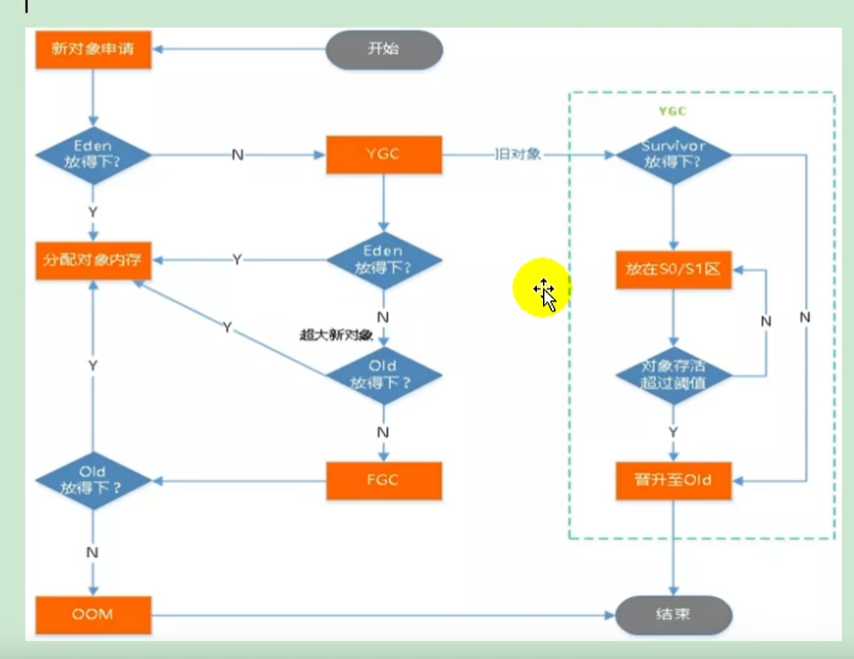 新对象申请
开始
YGC
Eden
放得下?
N
YGC
旧对象
Survivor
放得下?
Y
分配对象内存
Y
Eden
放得下?
放在S0/S1区
N
超大新对象
Y
N
N
Y
Old
放得下?
对象存活
超过阈值
N
Y
Old
放得下?
FGC
晋升至Old
N
OOM
结束